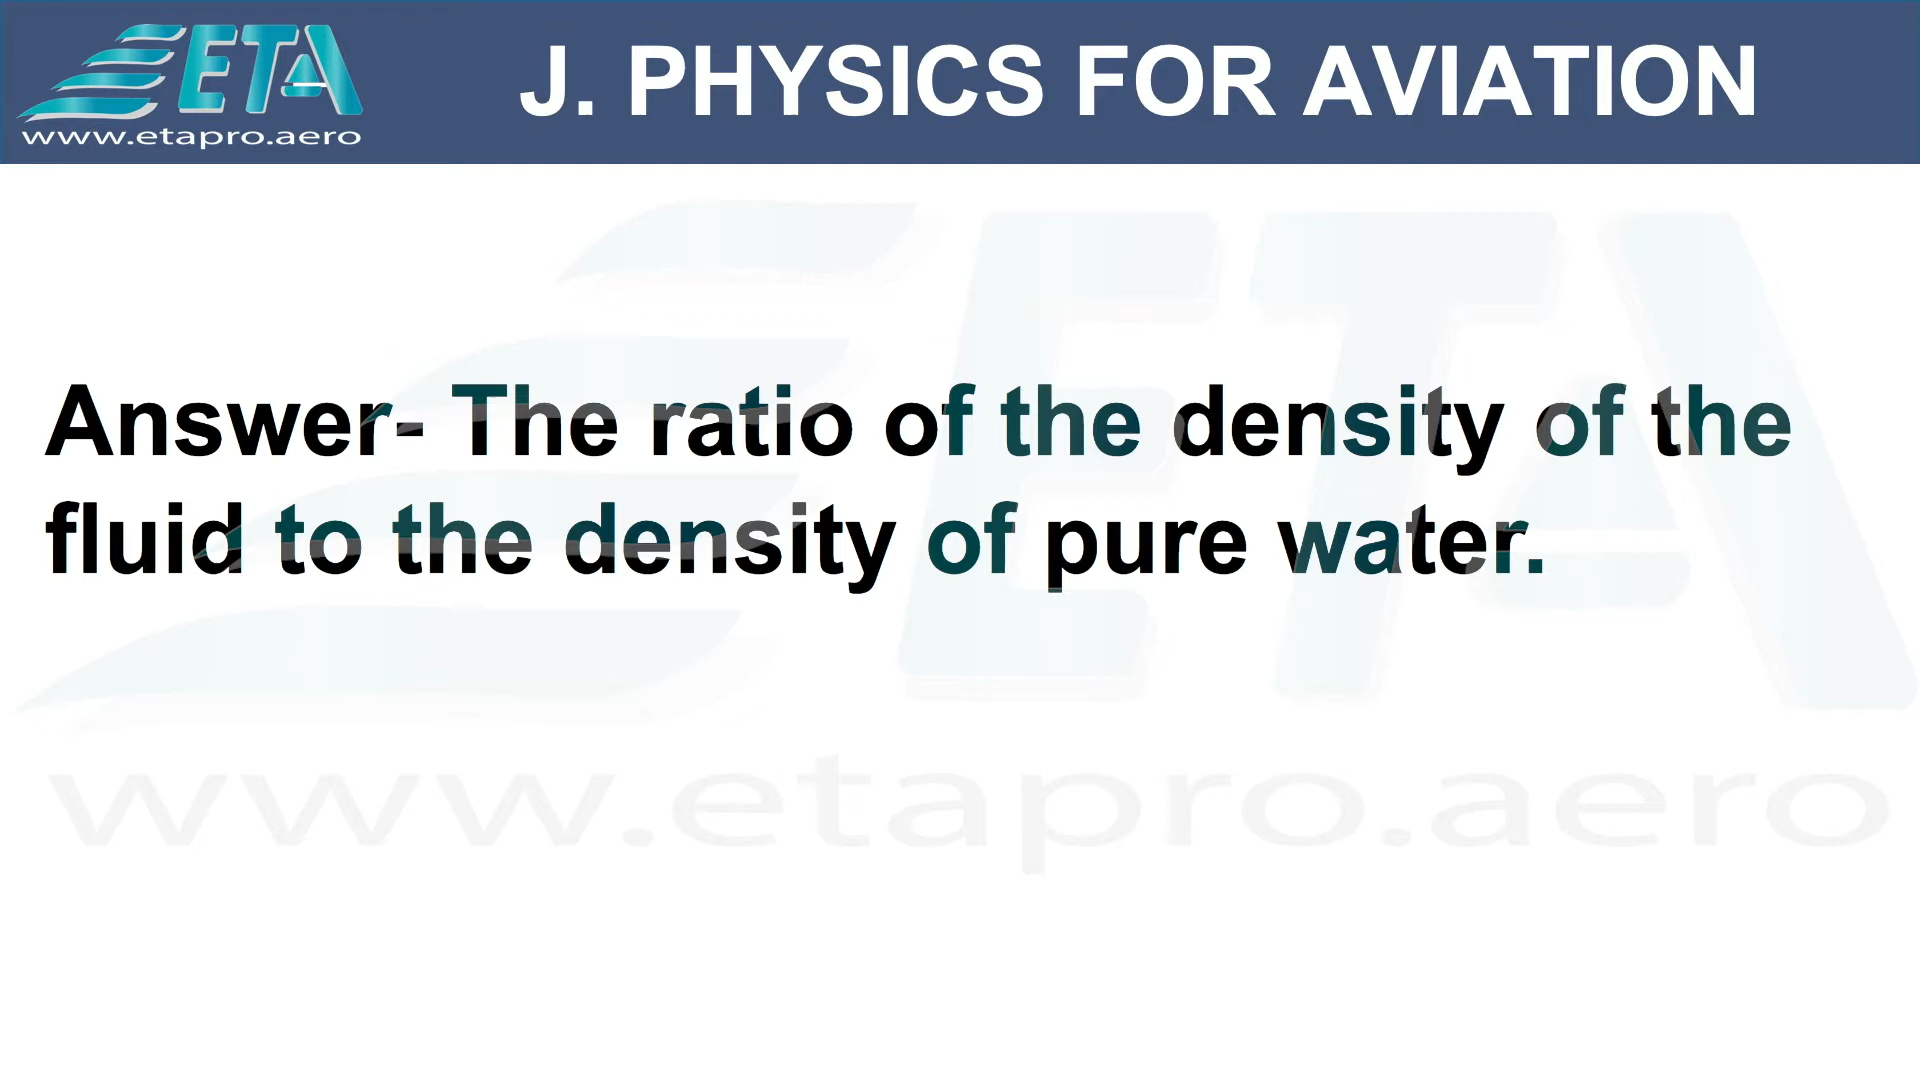 ETA
www.etapro.aero
J. PHYSICS FOR AVIATION
Answer- The ratio of the density of the
fluid to the density of pure water.
ETA
www.etapro.aero